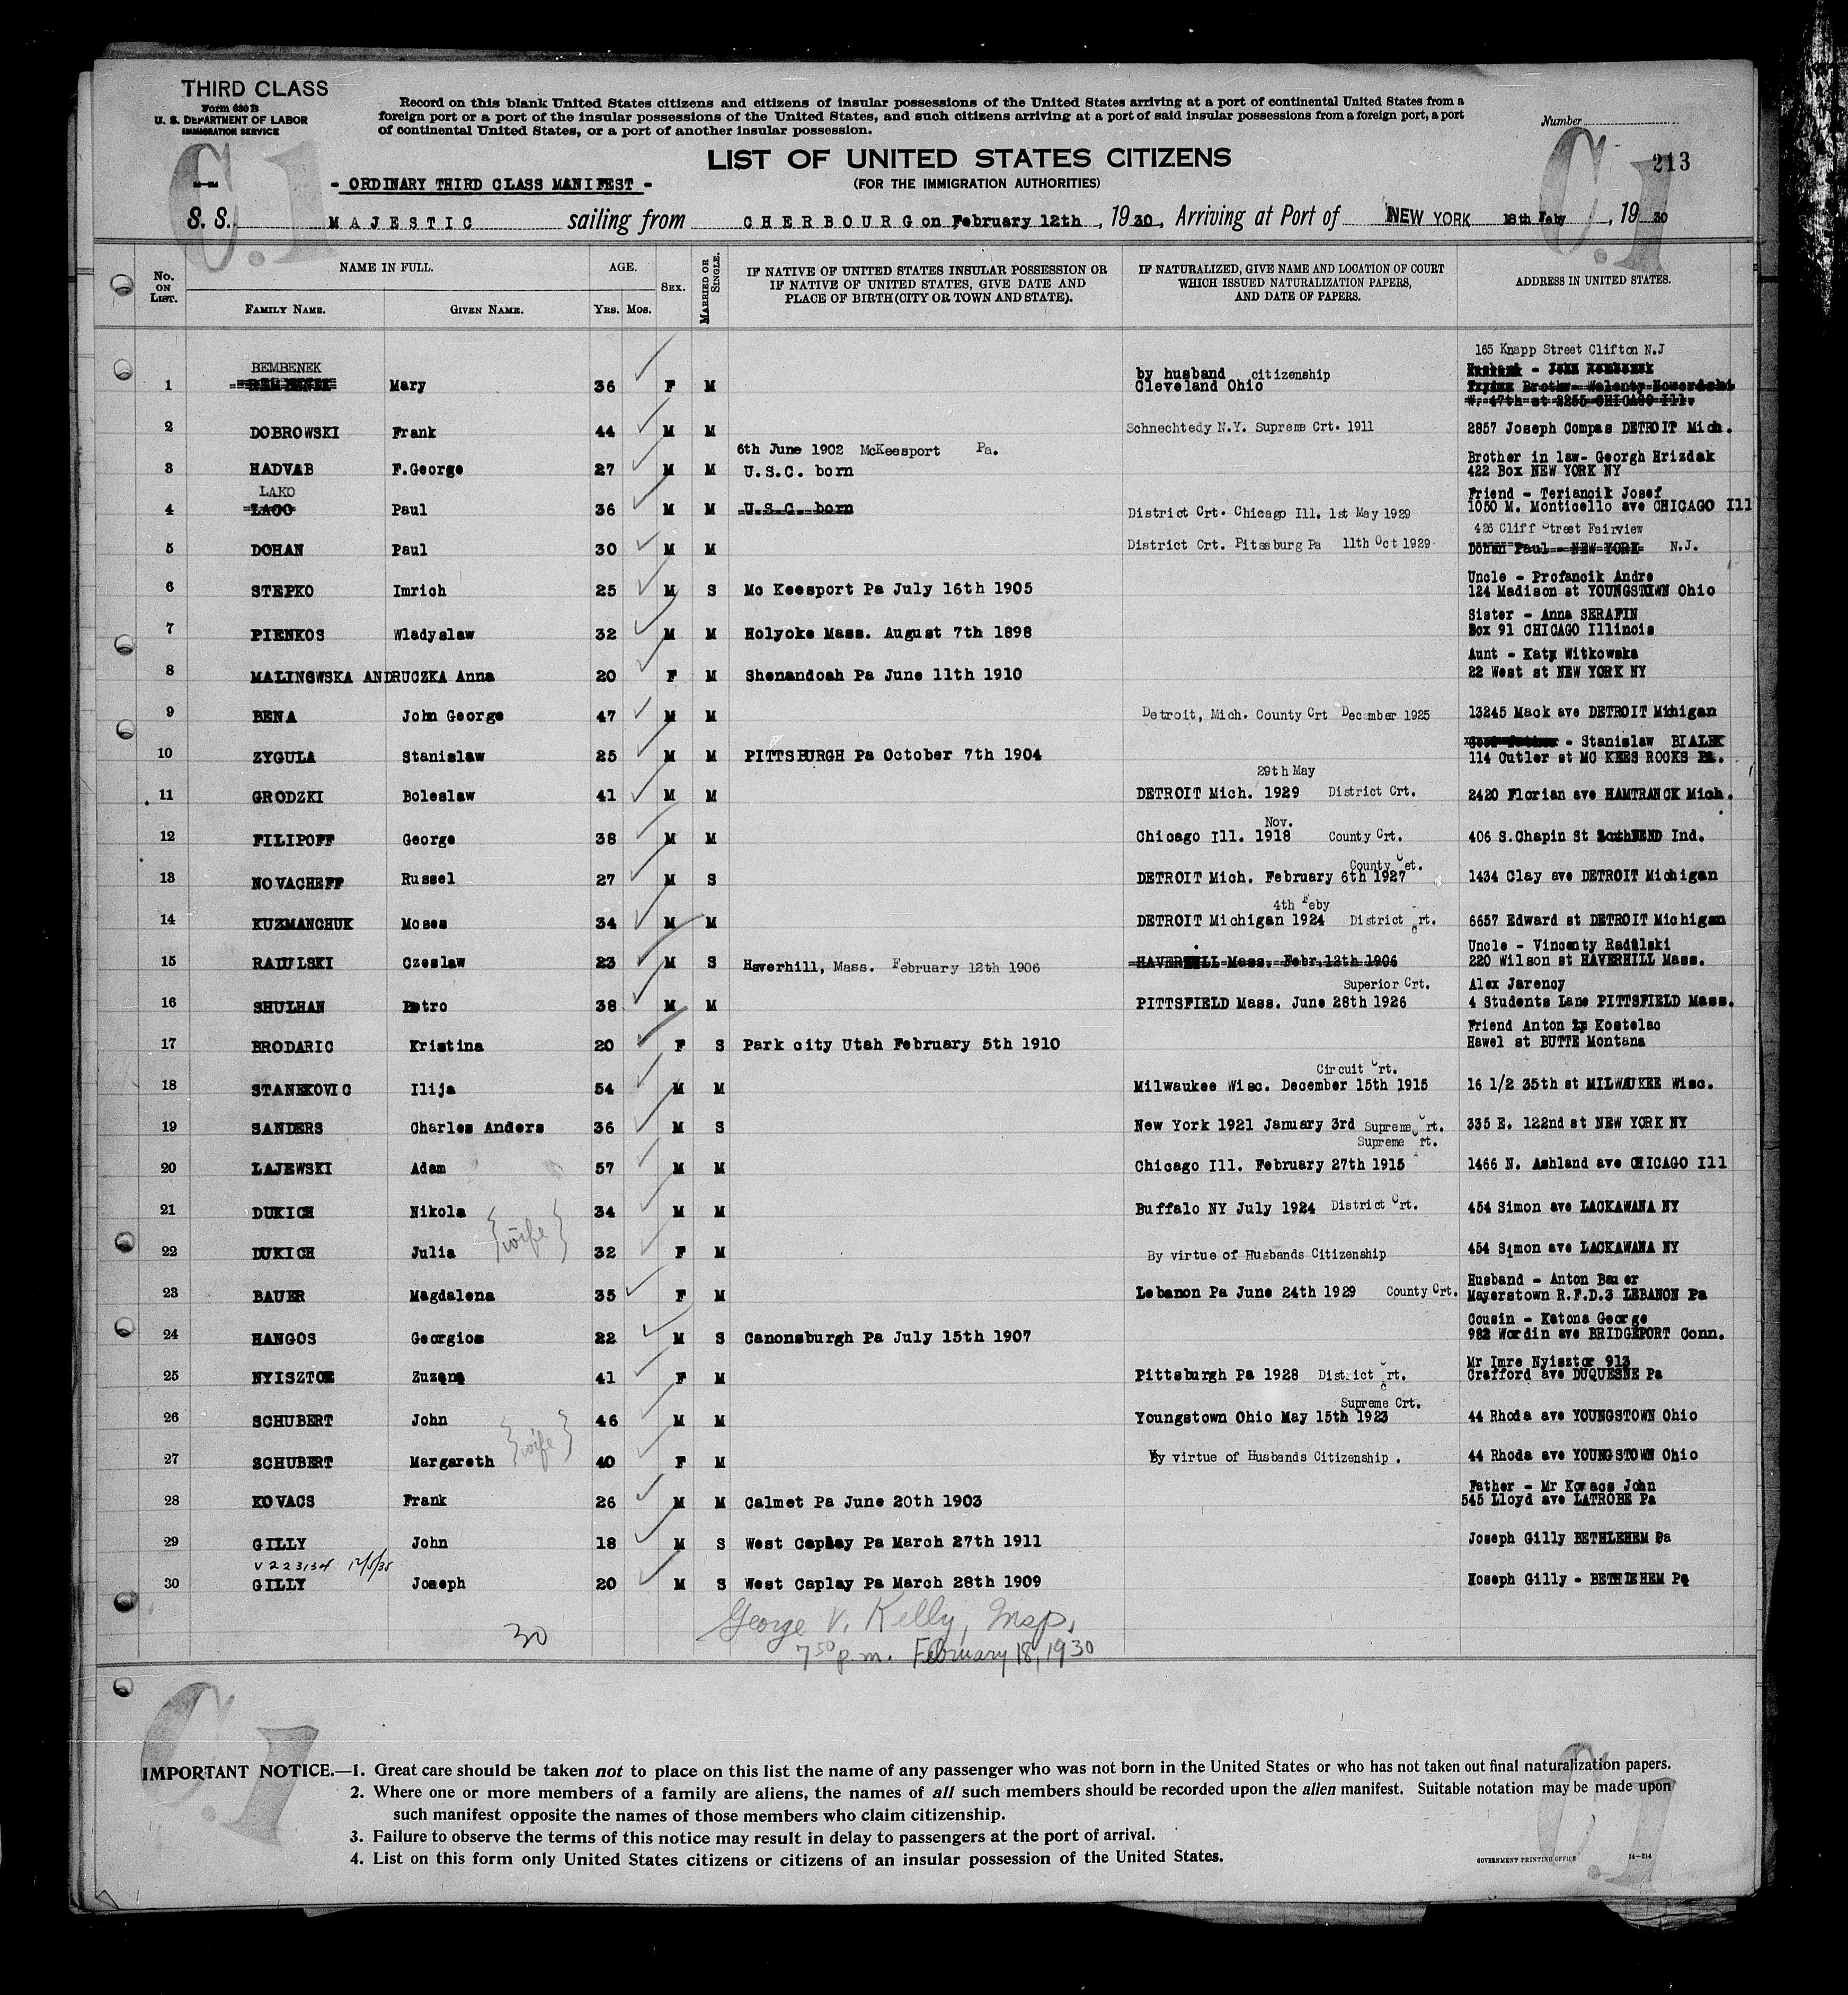 THIRD CLASS
Form 630 B
U. S. DEPARTMENT OF LABOR
IMMIGRATION SERVICE
Record on this blank United States citizens and citizens of insular possessions of the United States arriving at a port of continental United States from a
foreign port or a port of the insular possessions of the United States, and such citizens arriving at a port of said insular possessions from a foreign port, a port
of continental United States, or a port of another insular possession.
Number
C.1
C.1
213
LIST OF UNITED STATES CITIZENS
- ORDINARY THIRD CLASS MANIFEST -
(FOR THE IMMIGRATION AUTHORITIES)
S. S. MAJESTIC sailing from CHERBOURG on February 12th, 1930, Arriving at Port of NEW YORK 18th Feby, 1930
No. ON LIST.
NAME IN FULL.
FAMILY NAME. GIVEN NAME.
AGE.
YRS. MOS.
SEX.
MARRIED OR SINGLE.
IF NATIVE OF UNITED STATES INSULAR POSSESSION OR
IF NATIVE OF UNITED STATES, GIVE DATE AND
PLACE OF BIRTH (CITY OR TOWN AND STATE).
IF NATURALIZED, GIVE NAME AND LOCATION OF COURT
WHICH ISSUED NATURALIZATION PAPERS,
AND DATE OF PAPERS.
ADDRESS IN UNITED STATES.
165 Knapp Street Clifton N.J
BEMBENEK
by husband citizenship
1 Mary 36 F M Cleveland Ohio
W. 47th st 2255 CHICAGO Ill.
2 DOBROWSKI Frank 44 M M Schnechtedy N.Y. Supreme Crt. 1911 2857 Joseph Compas DETROIT Mich.
6th June 1902 McKeesport Pa. Brother in law- Georgh Hrizdak
3 HADVAB F.George 27 M M U.S.C. born 422 Box NEW YORK NY
LAKO Friend - Teriancik Josef
4 LACO Paul 36 M M U.S.C. born District Crt. Chicago Ill. 1st May 1929 1050 M. Monticello ave CHICAGO Ill
426 Cliff Street Fairview
5 DOHAN Paul 30 M M District Crt. Pitssburg Pa 11th Oct 1929 Dohan Paul - NEW YORK N.J.
Uncle - Profancik Andre
6 STEPKO Imrich 25 M S Mc Keesport Pa July 16th 1905 124 Madison st YOUNGSTOWN Ohio
Sister - Anna SERAFIN
7 PIENKOS Wladyslaw 32 M M Holyoke Mass. August 7th 1898 Box 91 CHICAGO Illinois
Aunt - Katy Witkowska
8 MALINOWSKA ANDRUCZKA Anna 20 F M Shenandoah Pa June 11th 1910 22 West st NEW YORK NY
9 BENA John George 47 M M Detroit, Mich. County Crt December 1925 13245 Mack ave DETROIT Mihigan
- Stanislaw BIALEK
10 ZYGULA Stanislaw 25 M M PITTSBURGH Pa October 7th 1904 114 Cutler st MC KEES ROCKS Pa.
29th May
11 GRODZKI Boleslaw 41 M M DETROIT Mich. 1929 District Crt. 2420 Florian ave HAMTRANCK Mich.
Nov.
12 FILIPOFF George 38 M M Chicago Ill. 1918 County Crt. 406 S.Chapin St SouthBEND Ind.
County Cet.
13 NOVACHEFF Russel 27 M S DETROIT Mich. February 6th 1927 1434 Clay ave DETROIT Michigan
4th Feby
14 KUZMANCHUK Moses 34 M M DETROIT Michigan 1924 District Crt. 6657 Edward st DETROIT Michigan
Uncle - Vincenty Radulski
15 RADULSKI Czeslaw 23 M S Haverhill, Mass. February 12th 1906 HAVERHILL Mass. Febr.12th 1906 220 Wilson st HAVERHILL Mass.
Superior Crt. Alex Jarency
16 SHULHAN Petro 38 M M PITTSFIELD Mass. June 28th 1926 4 Students Lane PITTSFIELD Mass.
Friend Anton Kostelac
17 BRODARIC Kristina 20 F S Park city Utah February 5th 1910 Hawel st BUTTE Montana
Circuit Crt.
18 STANEKOVIC Ilija 54 M M Milwaukee Wisc. December 15th 1915 16 1/2 35th st MILWAUKEE Wisc.
19 SANDERS Charles Anders 36 M S New York 1921 January 3rd Supreme Crt. 335 E. 122nd st NEW YORK NY
Supreme Crt.
20 LAJEWSKI Adam 57 M M Chicago Ill. February 27th 1915 1466 N. Ashland ave CHICAGO Ill
21 DUKICH Nikola 34 M M Buffalo NY July 1924 District Crt. 454 Simon ave LACKAWANA NY
{wife}
22 DUKICH Julia 32 F M By virtue of Husbands Citizenship 454 Simon ave LACKAWANA NY
Husband - Anton Bauer
23 BAUER Magdalena 35 F M Lebanon Pa June 24th 1929 County Crt. Mayerstown R.F.D.3 LEBANON Pa
Cousin - Katona George
24 HANGOS Georgios 22 M S Canonsburgh Pa July 15th 1907 982 Wordin ave BRIDGEPORT Conn.
Mr Imre Nyisztor 913
25 NYISZTOR Zuzana 41 F M Pittsburgh Pa 1928 District Crt. Crafford ave DUQUESNE Pa
Supreme Crt.
26 SCHUBERT John 46 M M Youngstown Ohio May 15th 1923 44 Rhoda ave YOUNGSTOWN Ohio
{wife}
27 SCHUBERT Margareth 40 F M By virtue of Husbands Citizenship . 44 Rhoda ave YOUNGSTOWN Ohio
Father - Mr Kovacs John
28 KOVACS Frank 26 M M Calmet Pa June 20th 1903 545 Lloyd ave LATROBE Pa
29 GILLY John 18 M S West Caplay Pa March 27th 1911 Joseph Gilly BETHLEHEM Pa
30 GILLY Joseph 20 M S West Caplay Pa March 28th 1909 Koseph Gilly - BETHLEHEM Pa
30
George V. Kelly, Insp.
7 50 p.m. February 18, 1930
C.1
C.1
IMPORTANT NOTICE.—1. Great care should be taken not to place on this list the name of any passenger who was not born in the United States or who has not taken out final naturalization papers.
2. Where one or more members of a family are aliens, the names of all such members should be recorded upon the alien manifest. Suitable notation may be made upon
such manifest opposite the names of those members who claim citizenship.
3. Failure to observe the terms of this notice may result in delay to passengers at the port of arrival.
4. List on this form only United States citizens or citizens of an insular possession of the United States.
GOVERNMENT PRINTING OFFICE 14-214